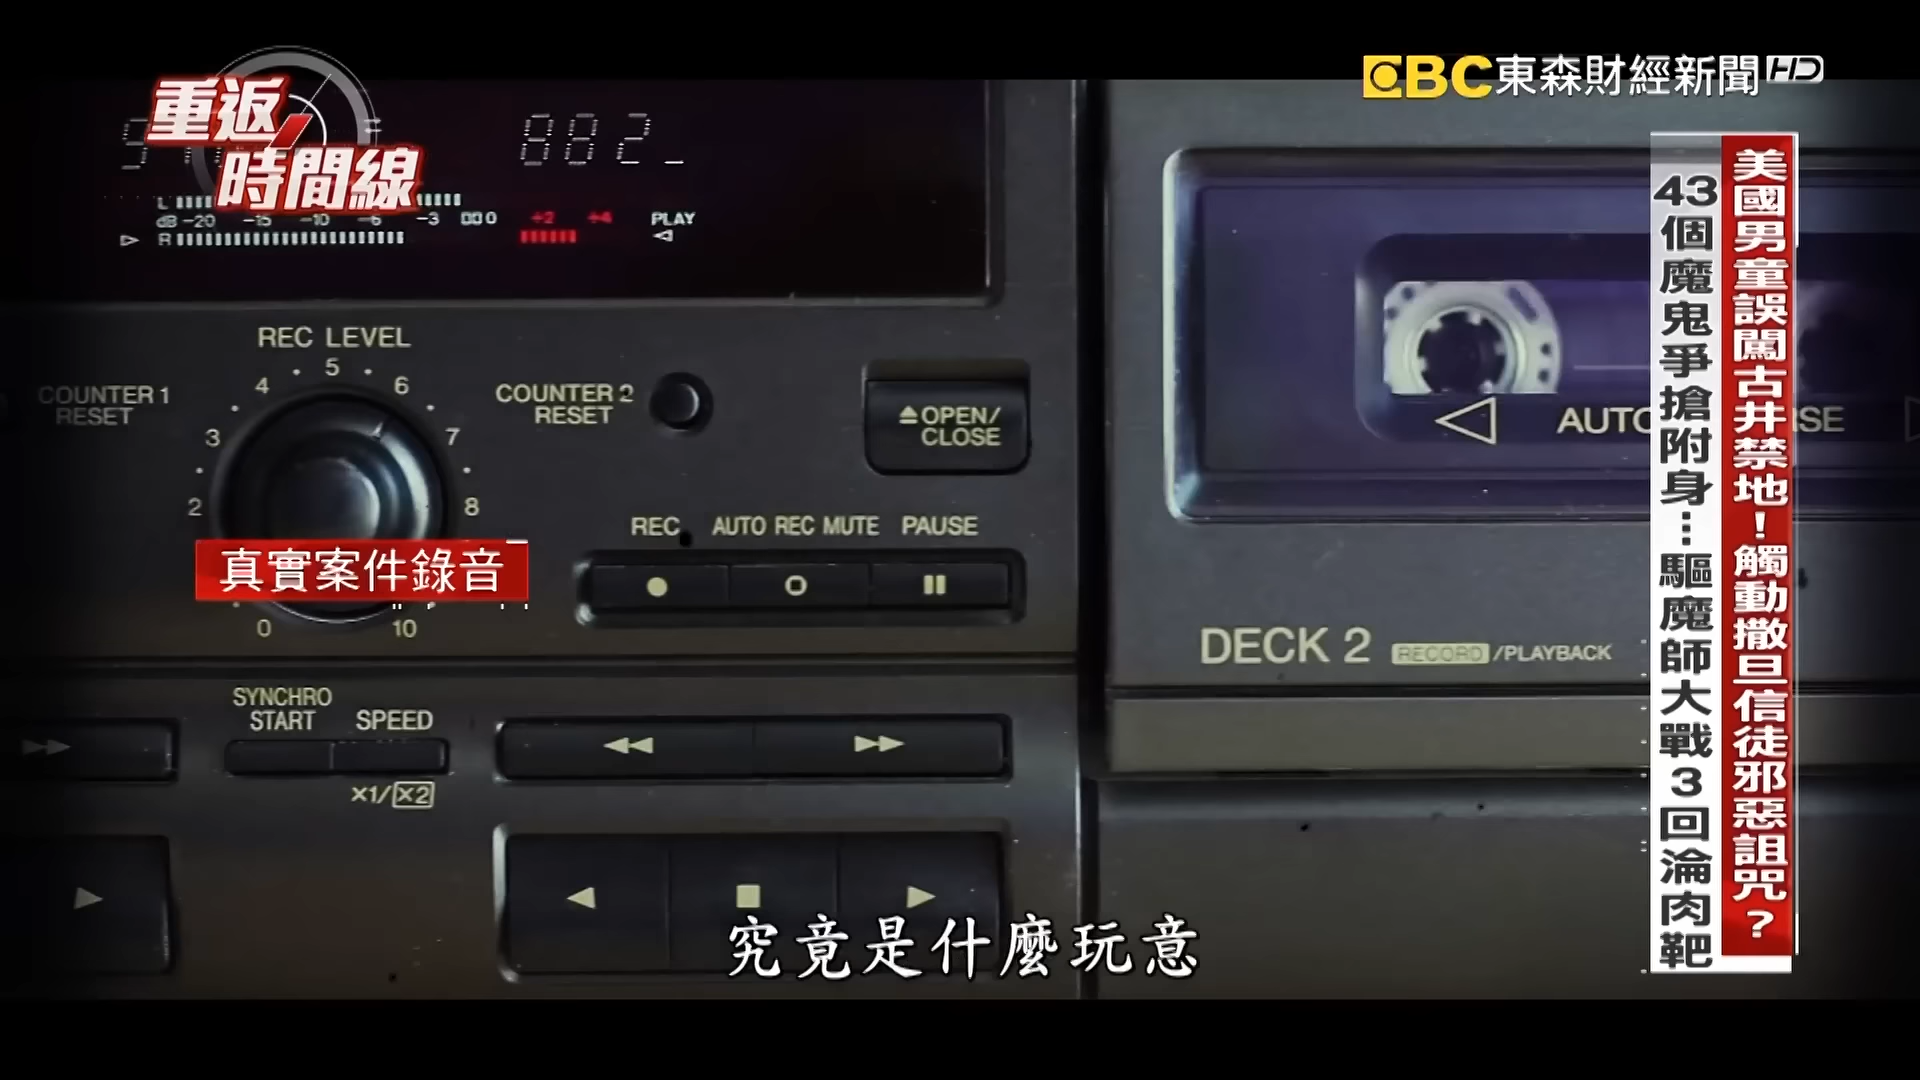 重返
時間線
EBC東森財經新聞HD
美國男童誤闖古井禁地！觸動撒旦信徒邪惡詛咒？
43個魔鬼爭搶附身…驅魔師大戰3回淪肉靶
882_
L
dB -20 -15 -10 -6 -3 0 +2 +4 PLAY
R
REC LEVEL
0 2 3 4 5 6 7 8 10
COUNTER 1
RESET
COUNTER 2
RESET
OPEN/
CLOSE
AUTO
REC
AUTO REC MUTE
PAUSE
真實案件錄音
DECK 2 RECORD/PLAYBACK
SYNCHRO
START
SPEED
×1/×2
究竟是什麼玩意